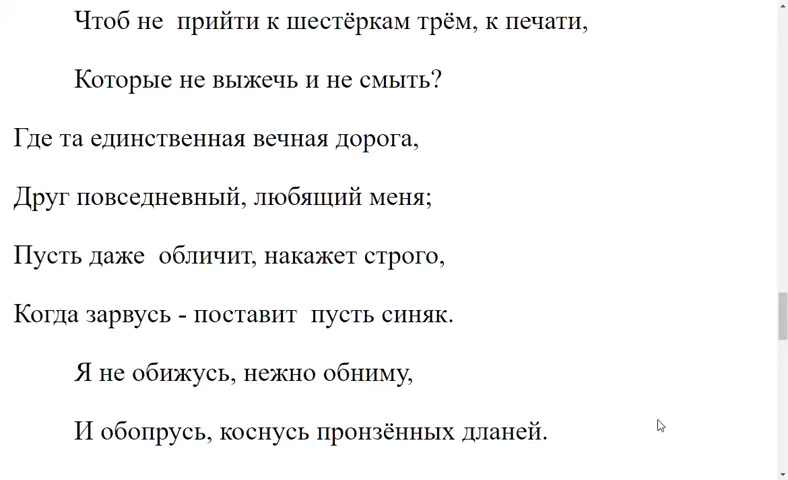 Чтоб не  прийти к шестёркам трём, к печати,
Которые не выжечь и не смыть?
Где та единственная вечная дорога,
Друг повседневный, любящий меня;
Пусть даже  обличит, накажет строго,
Когда зарвусь - поставит  пусть синяк.
Я не обижусь, нежно обниму,
И обопрусь, коснусь пронзённых дланей.